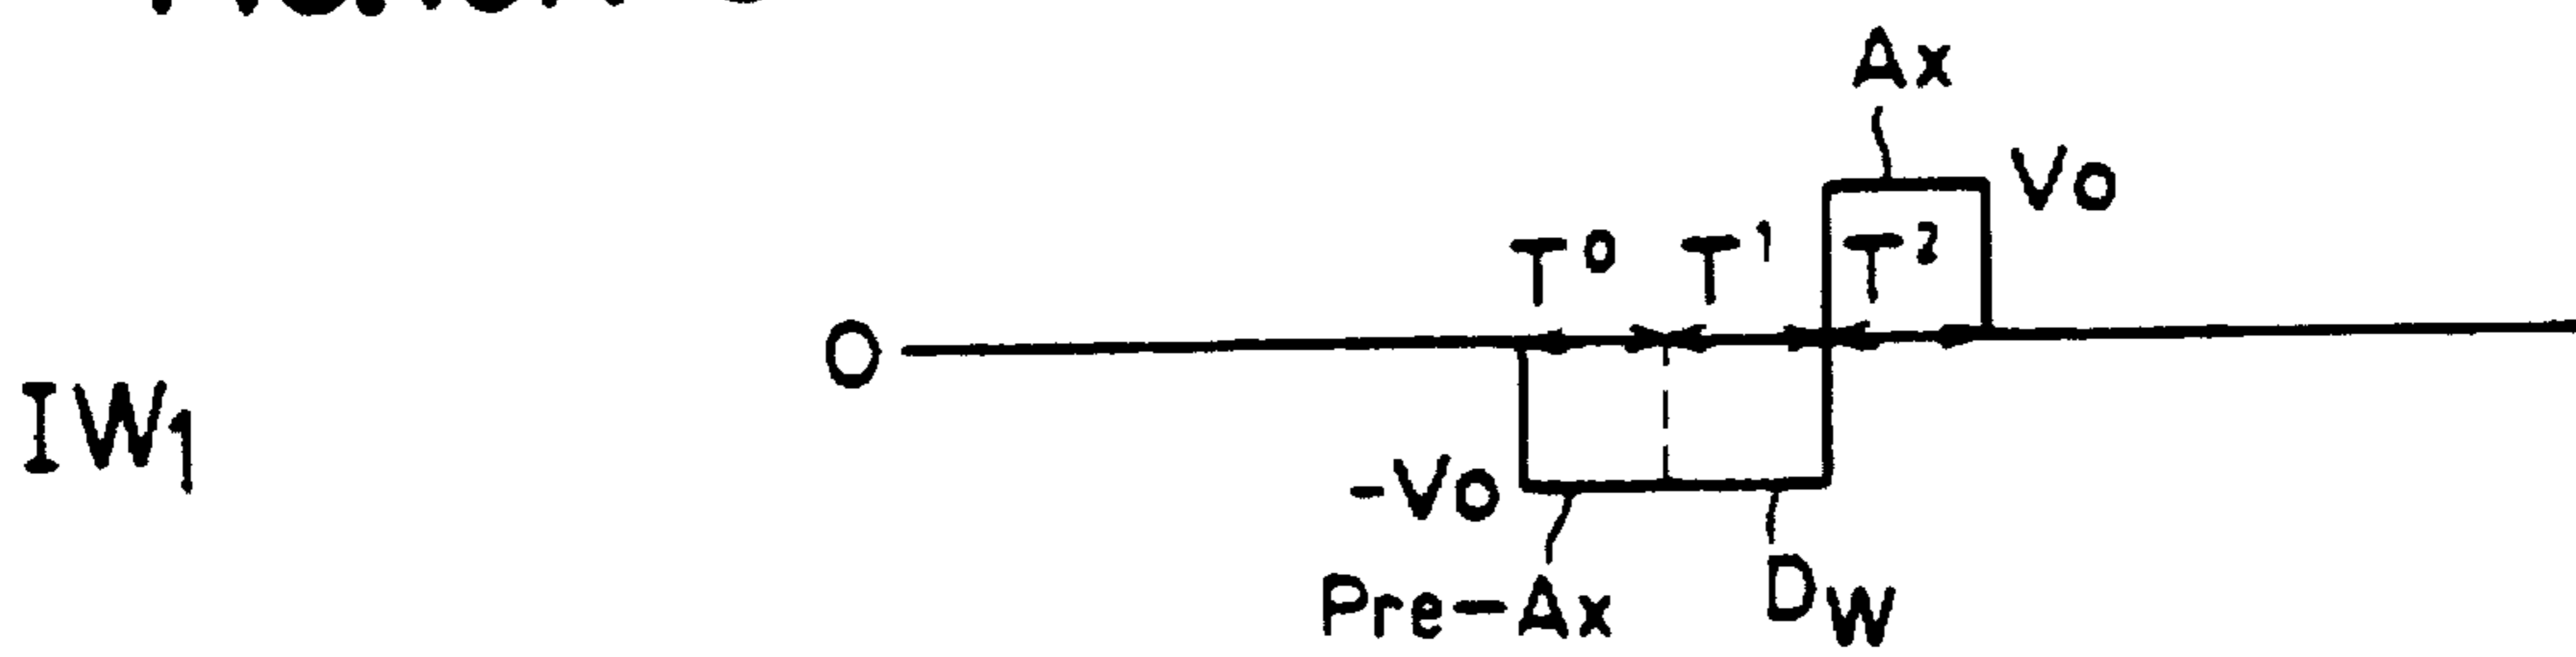 Ax
Vo
T⁰ T¹ T²
O
IW₁
-Vo
Pre-Ax
Dw